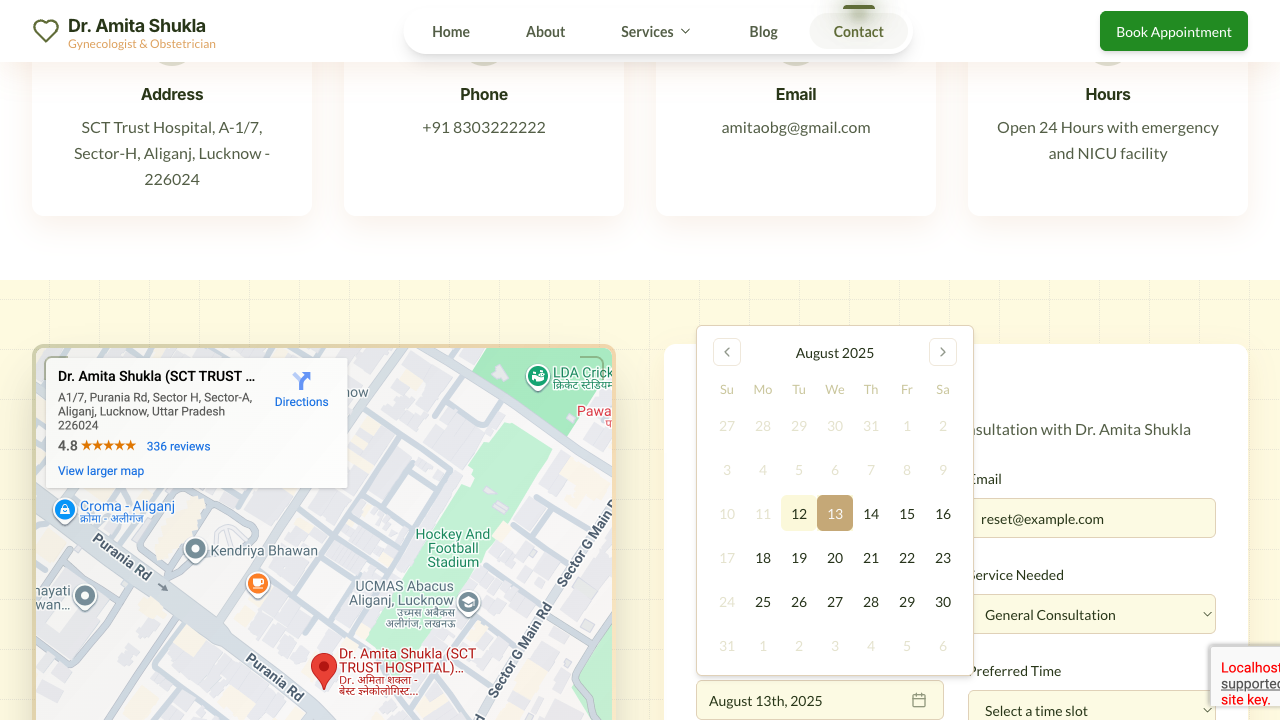 Dr. Amita Shukla
Gynecologist & Obstetrician
Home
About
Services
Blog
Contact
Book Appointment
Address
SCT Trust Hospital, A-1/7,
Sector-H, Aliganj, Lucknow -
226024
Phone
+91 8303222222
Email
amitaobg@gmail.com
Hours
Open 24 Hours with emergency
and NICU facility
Dr. Amita Shukla (SCT TRUST ...
A1/7, Purania Rd, Sector H, Sector-A,
Aliganj, Lucknow, Uttar Pradesh
226024
4.8 ★★★★★ 336 reviews
View larger map
Directions
now
LDA Crick
क्रिकेट स्टेडियम
Pawa
Croma - Aliganj
क्रोमा - अलीगंज
Kendriya Bhawan
Purania Rd
Hockey And
Football
Stadium
Sector G Main R
UCMAS Abacus
Aliganj, Lucknow
उच्मस अबैकस
अलीगंज, लखनऊ
nayati
wan...
Dr. Amita Shukla (SCT
TRUST HOSPITAL)...
Dr. अमिता शुक्ला -
बेस्ट ग्नेकोलोगिस्ट...
Purania Rd
Sector G Main Rd
August 2025
Su Mo Tu We Th Fr Sa
27 28 29 30 31 1 2
3 4 5 6 7 8 9
10 11 12 13 14 15 16
17 18 19 20 21 22 23
24 25 26 27 28 29 30
31 1 2 3 4 5 6
August 13th, 2025
nsultation with Dr. Amita Shukla
Email
reset@example.com
Service Needed
General Consultation
Preferred Time
Select a time slot
Localhost
supported
site key.